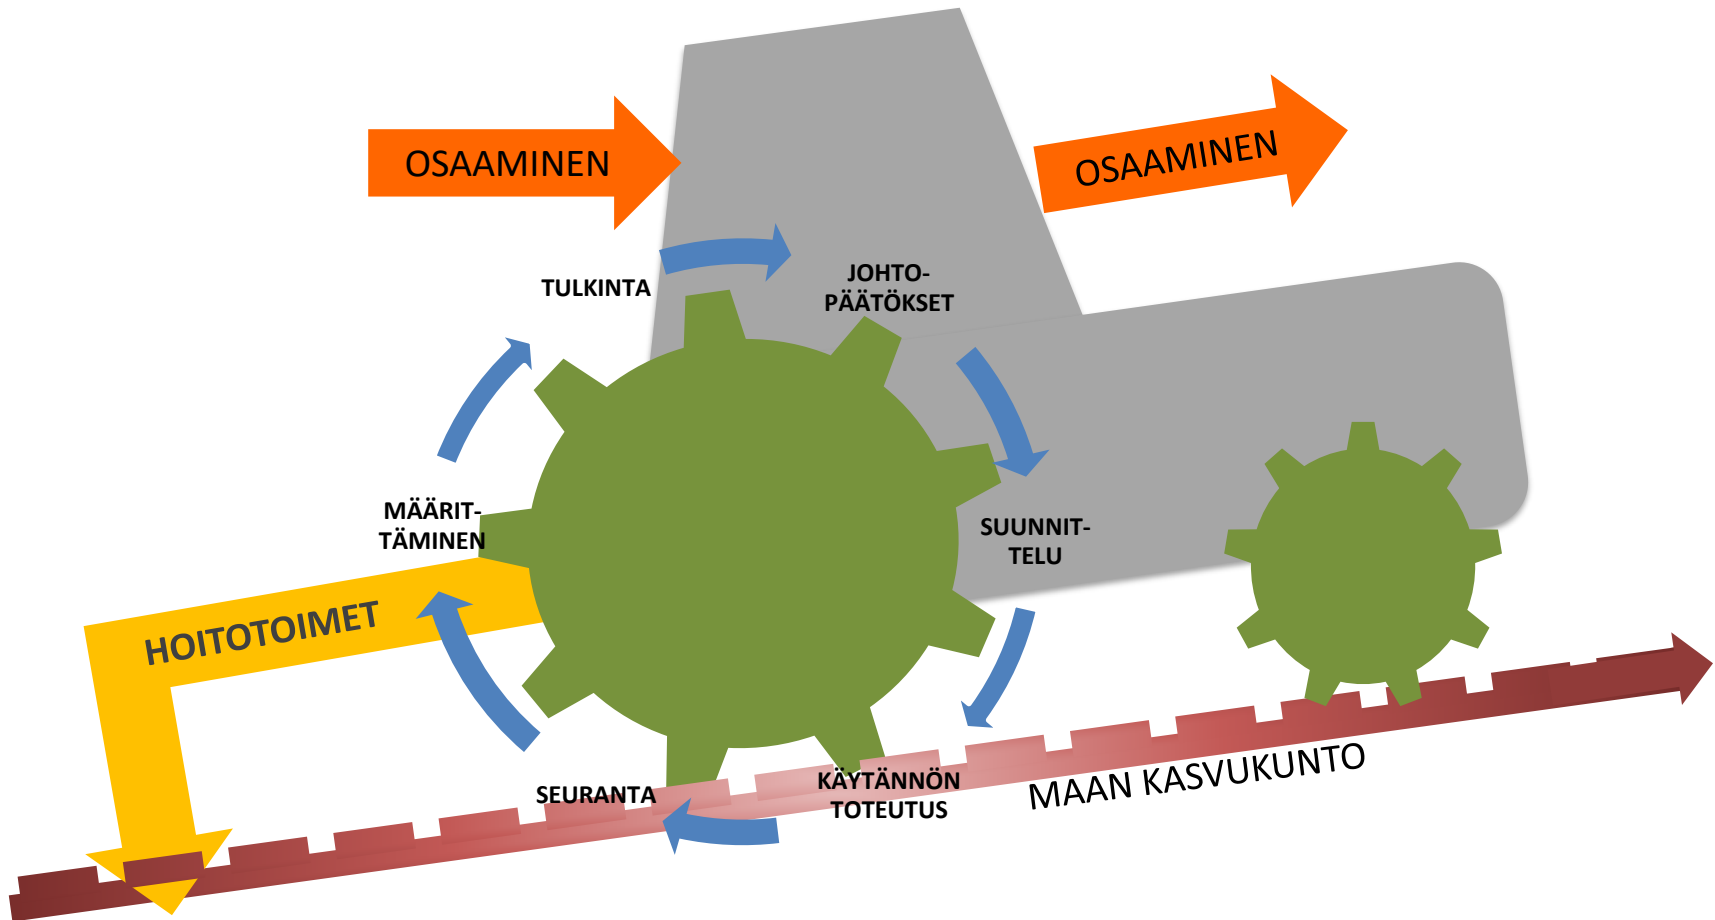 OSAAMINEN
OSAAMINEN
TULKINTA
JOHTO-
PÄÄTÖKSET
MÄÄRIT-
TÄMINEN
SUUNNIT-
TELU
HOITOTOIMET
SEURANTA
KÄYTÄNNÖN
TOTEUTUS
MAAN KASVUKUNTO